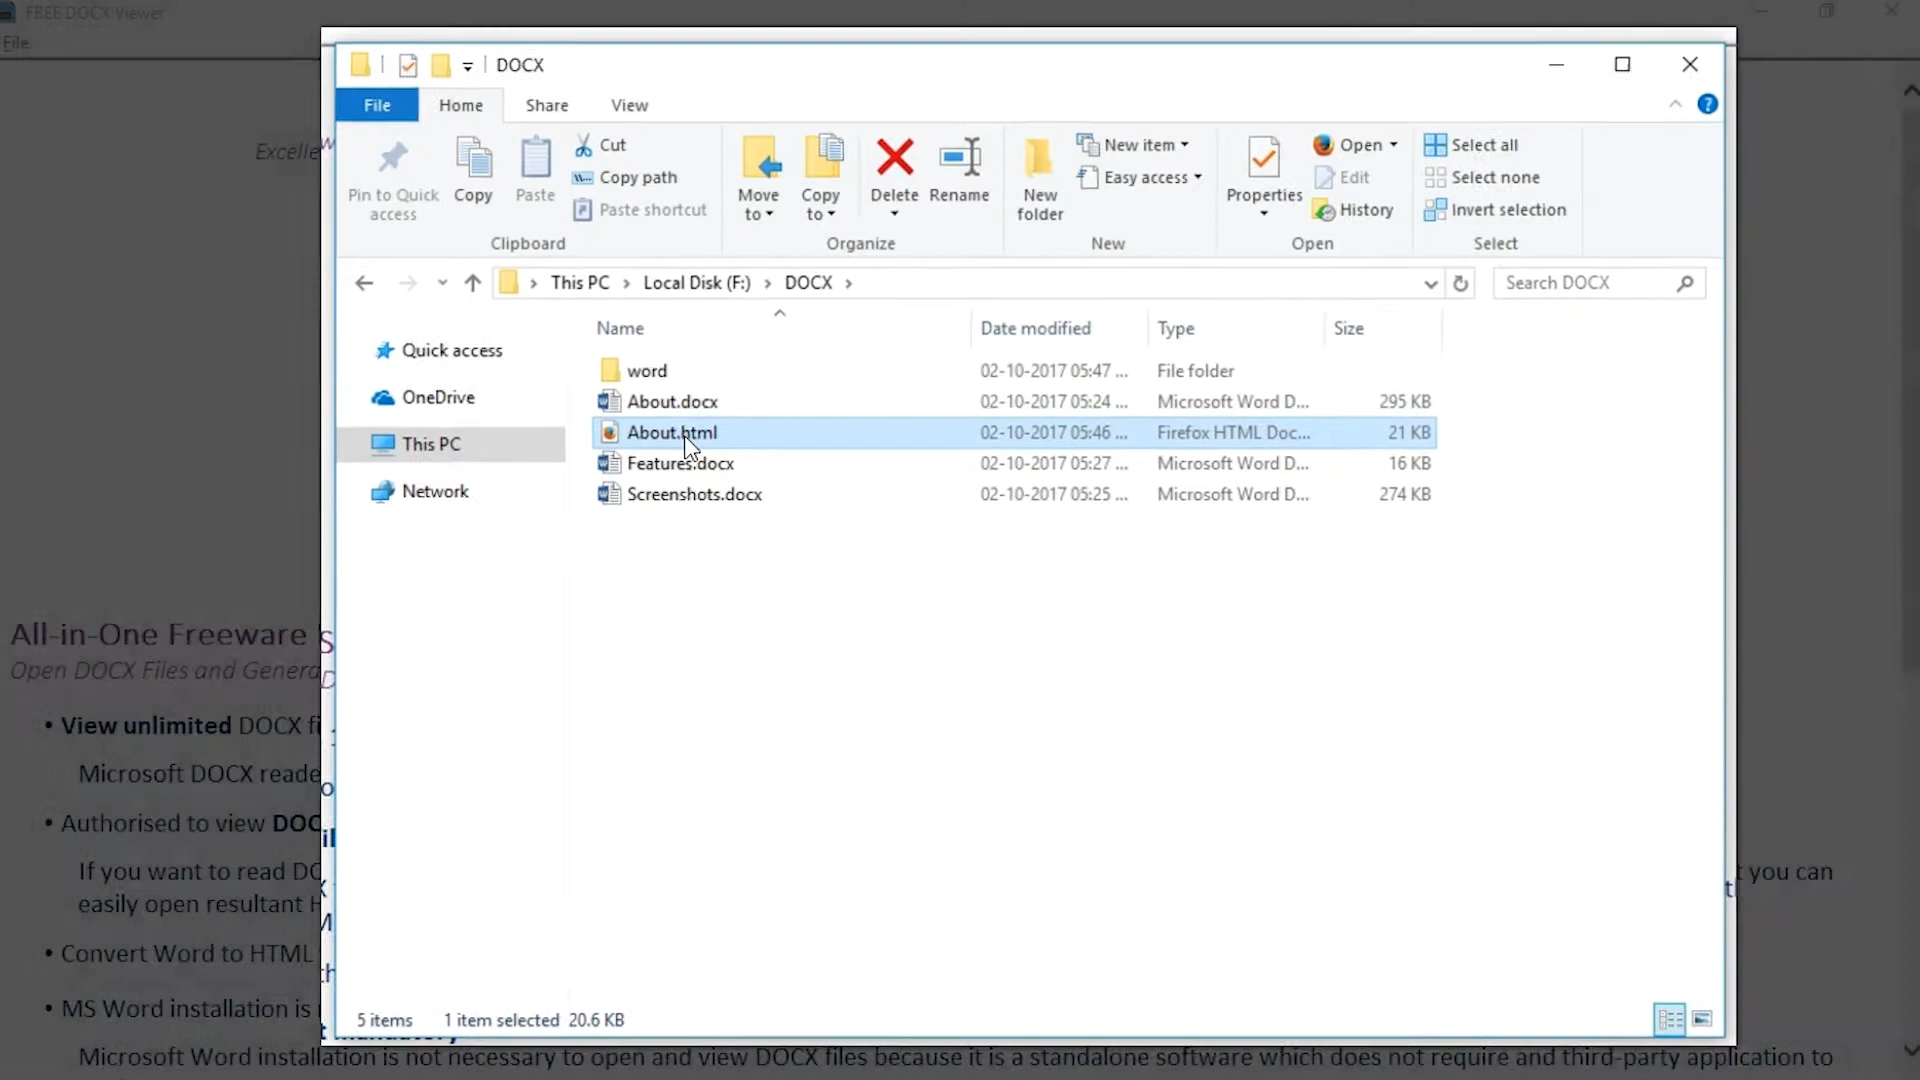 FREE DOCX Viewer
File
DOCX
File Home Share View
Pin to Quick access
Copy
Paste
Cut
Copy path
Paste shortcut
Clipboard
Move to
Copy to
Delete
Rename
Organize
New folder
New item
Easy access
New
Properties
Open
Edit
History
Open
Select all
Select none
Invert selection
Select
This PC › Local Disk (F:) › DOCX ›
Search DOCX
Quick access
OneDrive
This PC
Network
Name Date modified Type Size
word 02-10-2017 05:47 ... File folder
About.docx 02-10-2017 05:24 ... Microsoft Word D... 295 KB
About.html 02-10-2017 05:46 ... Firefox HTML Doc... 21 KB
Features.docx 02-10-2017 05:27 ... Microsoft Word D... 16 KB
Screenshots.docx 02-10-2017 05:25 ... Microsoft Word D... 274 KB
5 items 1 item selected 20.6 KB
All-in-One Freeware
Open DOCX Files and
• View unlimited DOCX
Microsoft DOCX
• Authorised to view
If you want to read
t you can
easily open resultant
• Convert Word to HTML
• MS Word installation is
Microsoft Word installation is not necessary to open and view DOCX files because it is a standalone software which does not require and third-party application to